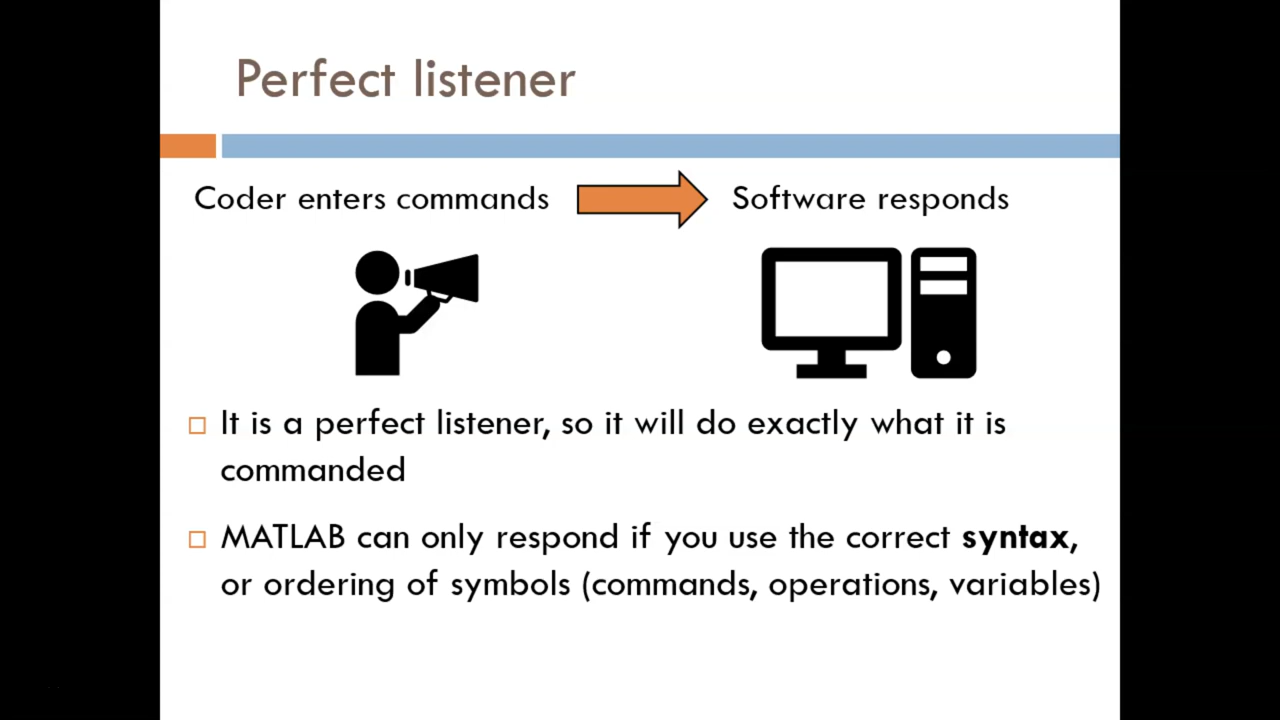 Perfect listener
Coder enters commands
Software responds
It is a perfect listener, so it will do exactly what it is
commanded
MATLAB can only respond if you use the correct syntax,
or ordering of symbols (commands, operations, variables)